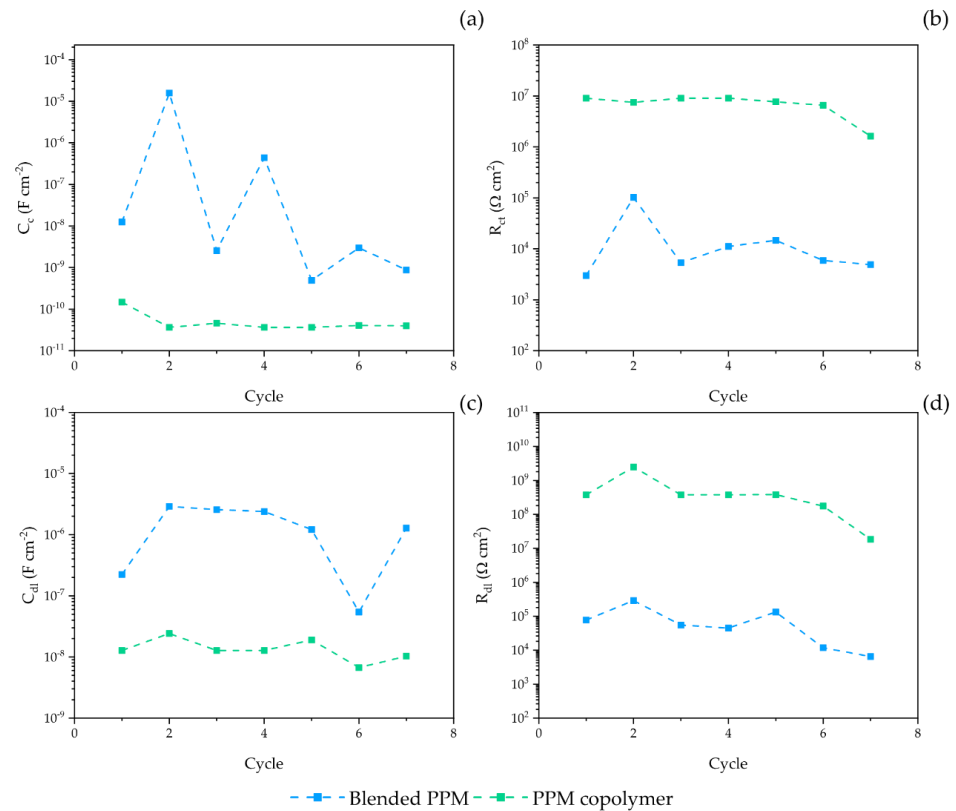 (a)
C_c (F cm⁻²)
10⁻⁴
10⁻⁵
10⁻⁶
10⁻⁷
10⁻⁸
10⁻⁹
10⁻¹⁰
10⁻¹¹
0 2 4 6 8
Cycle
(b)
R_ct (Ω cm²)
10⁸
10⁷
10⁶
10⁵
10⁴
10³
10²
0 2 4 6 8
Cycle
(c)
C_dl (F cm⁻²)
10⁻⁴
10⁻⁵
10⁻⁶
10⁻⁷
10⁻⁸
10⁻⁹
0 2 4 6 8
Cycle
(d)
R_dl (Ω cm²)
10¹¹
10¹⁰
10⁹
10⁸
10⁷
10⁶
10⁵
10⁴
10³
10²
0 2 4 6 8
Cycle
Blended PPM PPM copolymer